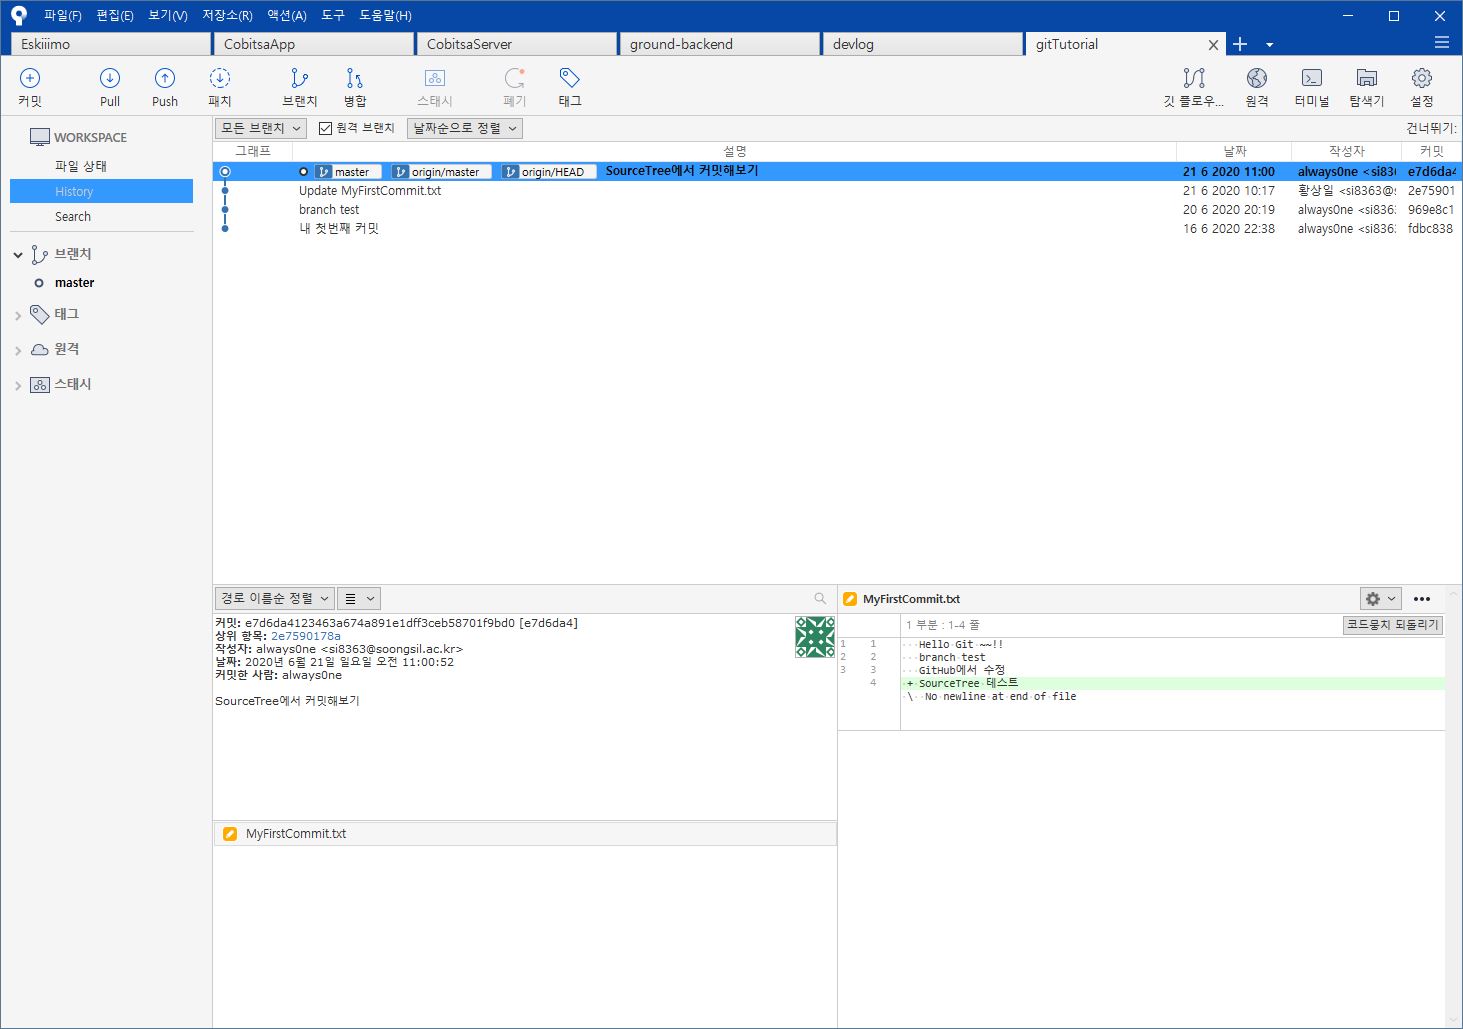 파일(F) 편집(E) 보기(V) 저장소(R) 액션(A) 도구 도움말(H)
Eskiiimo CobitsaApp CobitsaServer ground-backend devlog gitTutorial
커밋 Pull Push 패치 브랜치 병합 스태시 폐기 태그 깃 플로우... 원격 터미널 탐색기 설정
WORKSPACE
파일 상태
History
Search
브랜치
master
태그
원격
스태시
모든 브랜치 원격 브랜치 날짜순으로 정렬 건너뛰기:
그래프 설명 날짜 작성자 커밋
master origin/master origin/HEAD SourceTree에서 커밋해보기 21 6 2020 11:00 always0ne <si8363 e7d6da4
Update MyFirstCommit.txt 21 6 2020 10:17 황상일 <si8363@s 2e75901
branch test 20 6 2020 20:19 always0ne <si8363 969e8c1
내 첫번째 커밋 16 6 2020 22:38 always0ne <si8363 fdbc838
경로 이름순 정렬
커밋: e7d6da4123463a674a891e1dff3ceb58701f9bd0 [e7d6da4]
상위 항목: 2e7590178a
작성자: always0ne <si8363@soongsil.ac.kr>
날짜: 2020년 6월 21일 일요일 오전 11:00:52
커밋한 사람: always0ne
SourceTree에서 커밋해보기
MyFirstCommit.txt
MyFirstCommit.txt
1 부분 : 1-4 줄 코드뭉치 되돌리기
1 1 Hello Git ~~!!
2 2 branch test
3 3 GitHub에서 수정
4 + SourceTree 테스트
\ No newline at end of file